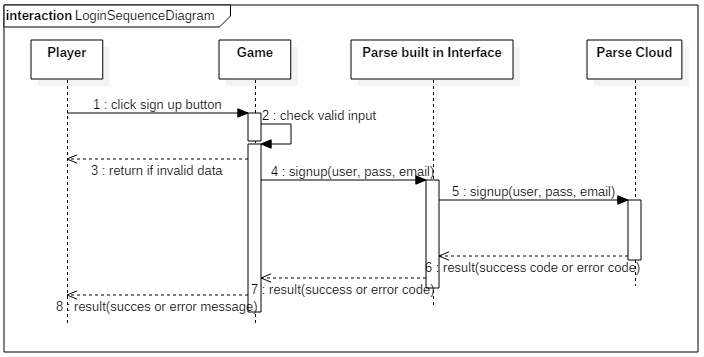 interaction LoginSequenceDiagram
Player
Game
Parse built in Interface
Parse Cloud
1 : click sign up button
2 : check valid input
3 : return if invalid data
4 : signup(user, pass, email)
5 : signup(user, pass, email)
6 : result(success code or error code)
7 : result(success or error code)
8 : result(succes or error message)